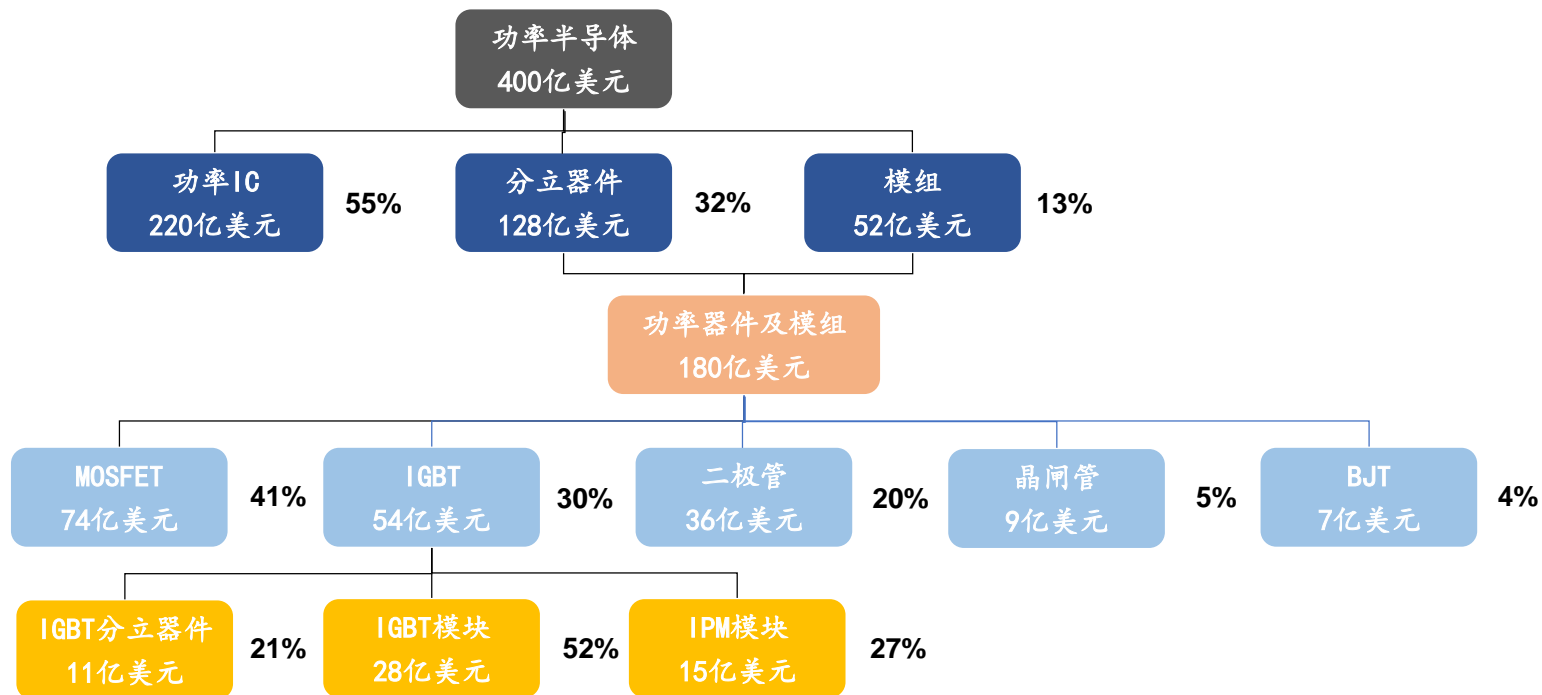 功率半导体
400亿美元
功率IC
220亿美元
55%
分立器件
128亿美元
32%
模组
52亿美元
13%
功率器件及模组
180亿美元
MOSFET
74亿美元
41%
IGBT
54亿美元
30%
二极管
36亿美元
20%
晶闸管
9亿美元
5%
BJT
7亿美元
4%
IGBT分立器件
11亿美元
21%
IGBT模块
28亿美元
52%
IPM模块
15亿美元
27%